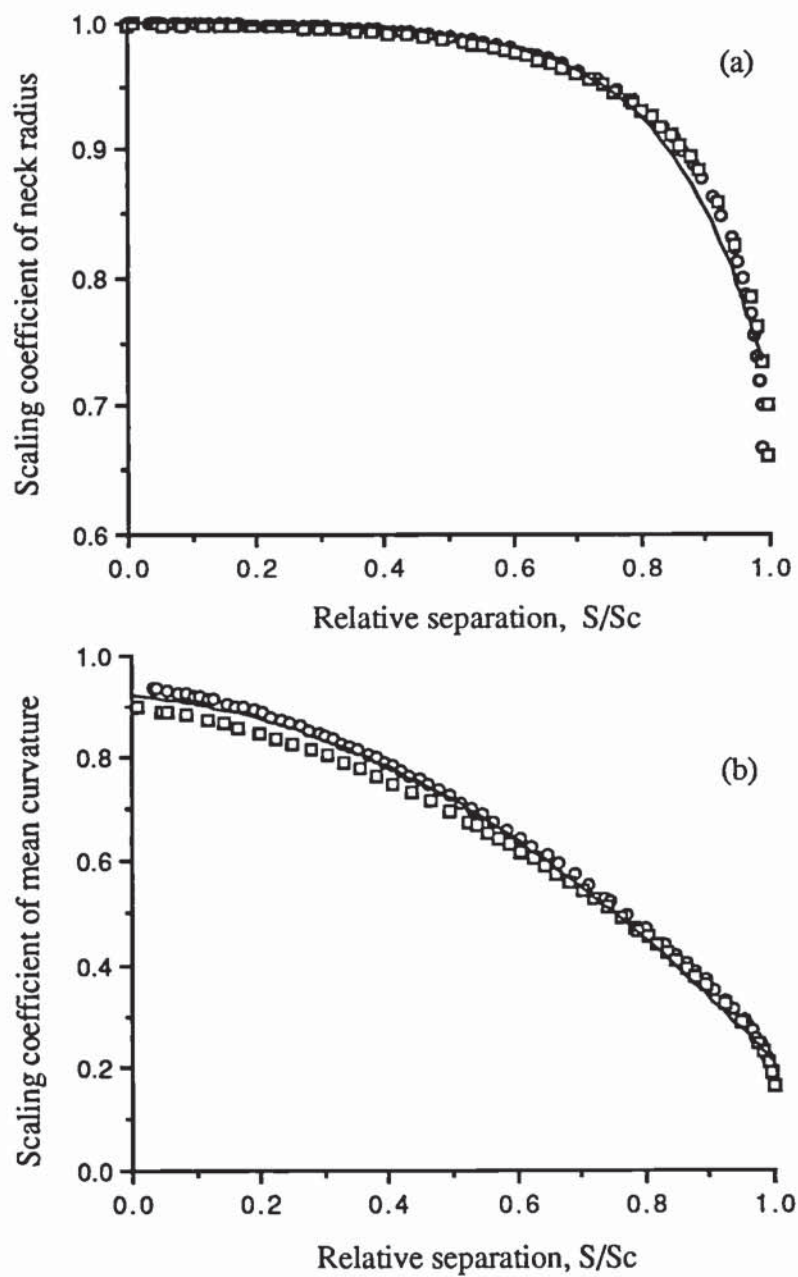 1.0
0.9
0.8
0.7
0.6
Scaling coefficient of neck radius
(a)
0.0 0.2 0.4 0.6 0.8 1.0
Relative separation, S/Sc
1.0
0.8
0.6
0.4
0.2
0.0
Scaling coefficient of mean curvature
(b)
0.0 0.2 0.4 0.6 0.8 1.0
Relative separation, S/Sc